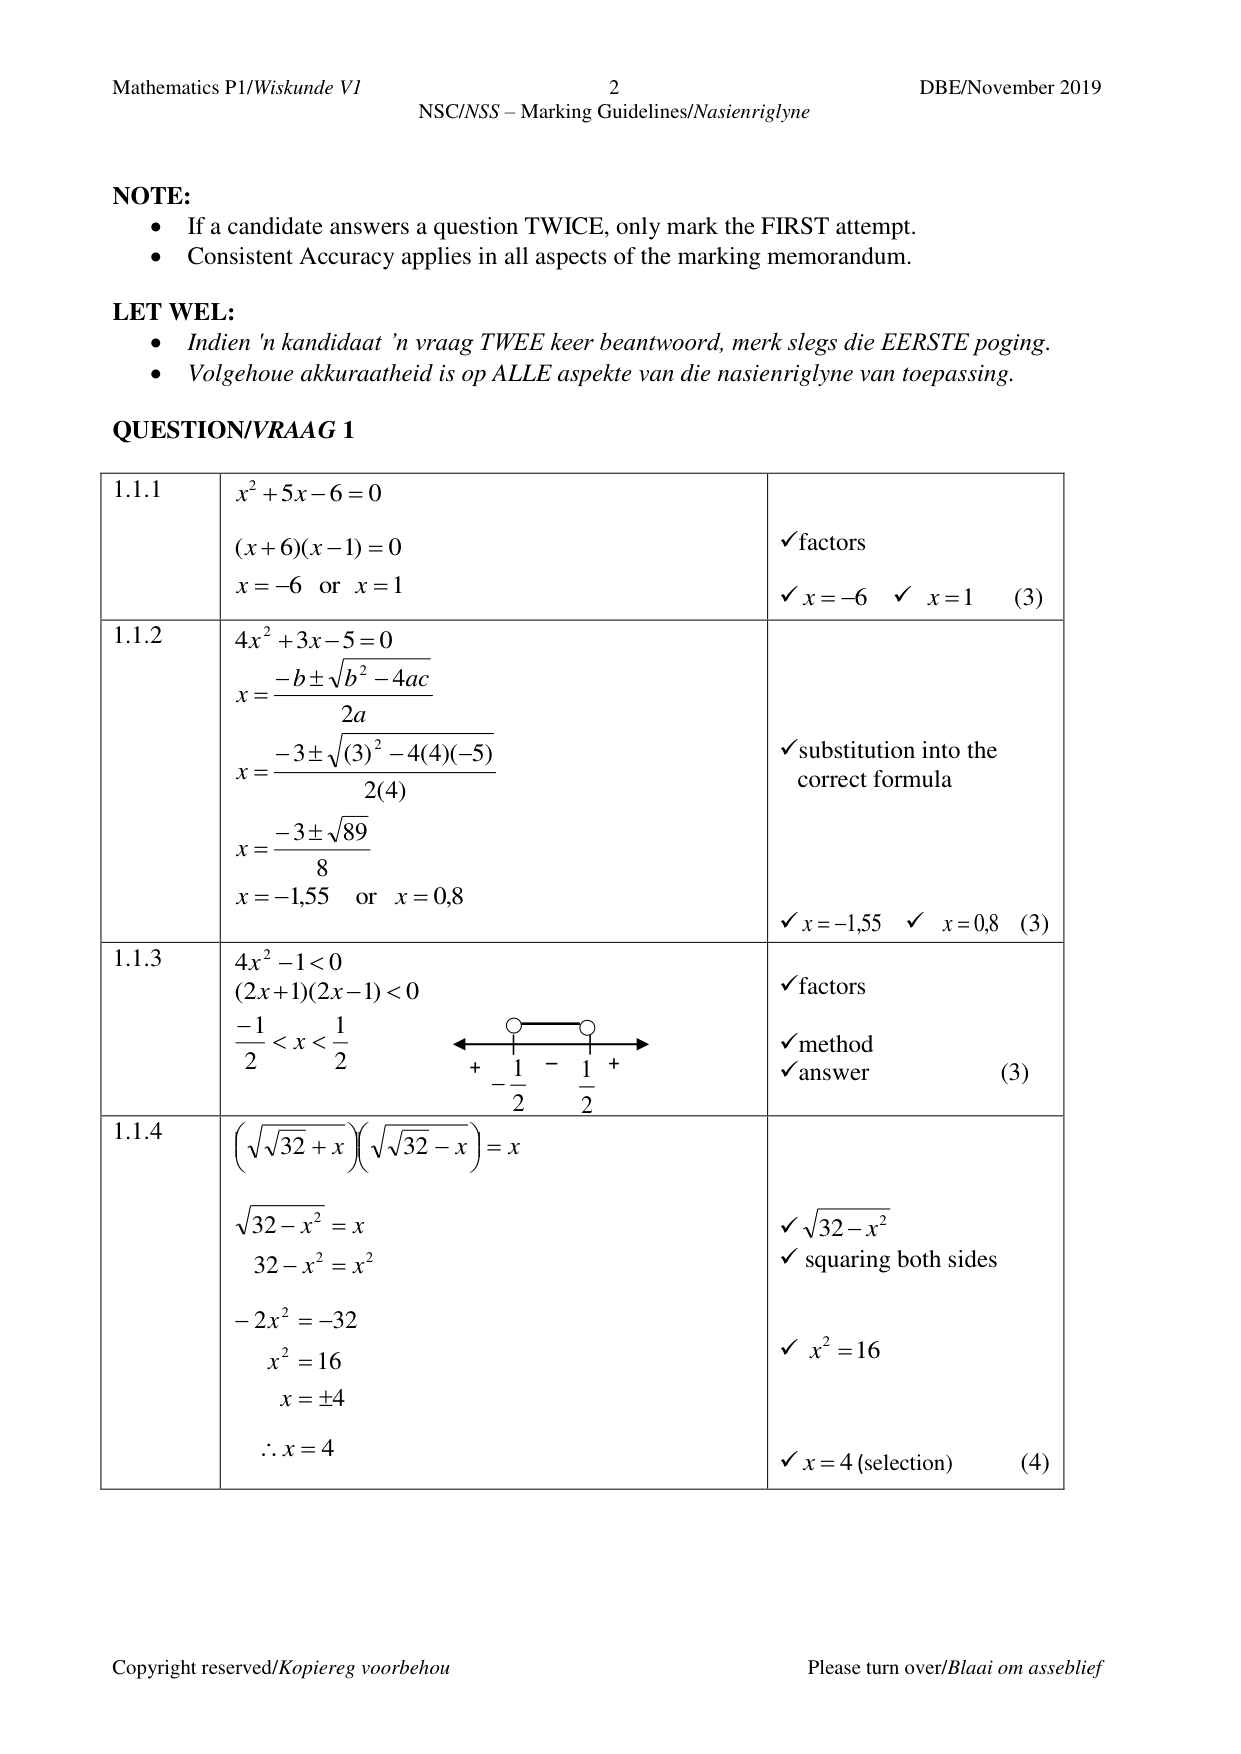 Mathematics P1/Wiskunde V1 2 DBE/November 2019
NSC/NSS – Marking Guidelines/Nasienriglyne
NOTE:
• If a candidate answers a question TWICE, only mark the FIRST attempt.
• Consistent Accuracy applies in all aspects of the marking memorandum.
LET WEL:
• Indien 'n kandidaat ’n vraag TWEE keer beantwoord, merk slegs die EERSTE poging.
• Volgehoue akkuraatheid is op ALLE aspekte van die nasienriglyne van toepassing.
QUESTION/VRAAG 1
1.1.1
x² + 5x − 6 = 0
(x + 6)(x − 1) = 0
x = −6 or x = 1
✓factors
✓ x = −6 ✓ x = 1 (3)
1.1.2
4x² + 3x − 5 = 0
x = (−b ± √(b² − 4ac)) / 2a
x = (−3 ± √((3)² − 4(4)(−5))) / 2(4)
x = (−3 ± √89) / 8
x = −1,55 or x = 0,8
✓substitution into the
correct formula
✓ x = −1,55 ✓ x = 0,8 (3)
1.1.3
4x² − 1 < 0
(2x + 1)(2x − 1) < 0
−1/2 < x < 1/2
+ −1/2 − 1/2 +
✓factors
✓method
✓answer (3)
1.1.4
(√(√32 + x))(√(√32 − x)) = x
√(32 − x²) = x
32 − x² = x²
− 2x² = −32
x² = 16
x = ±4
∴ x = 4
✓ √(32 − x²)
✓ squaring both sides
✓ x² = 16
✓ x = 4 (selection) (4)
Copyright reserved/Kopiereg voorbehou Please turn over/Blaai om asseblief